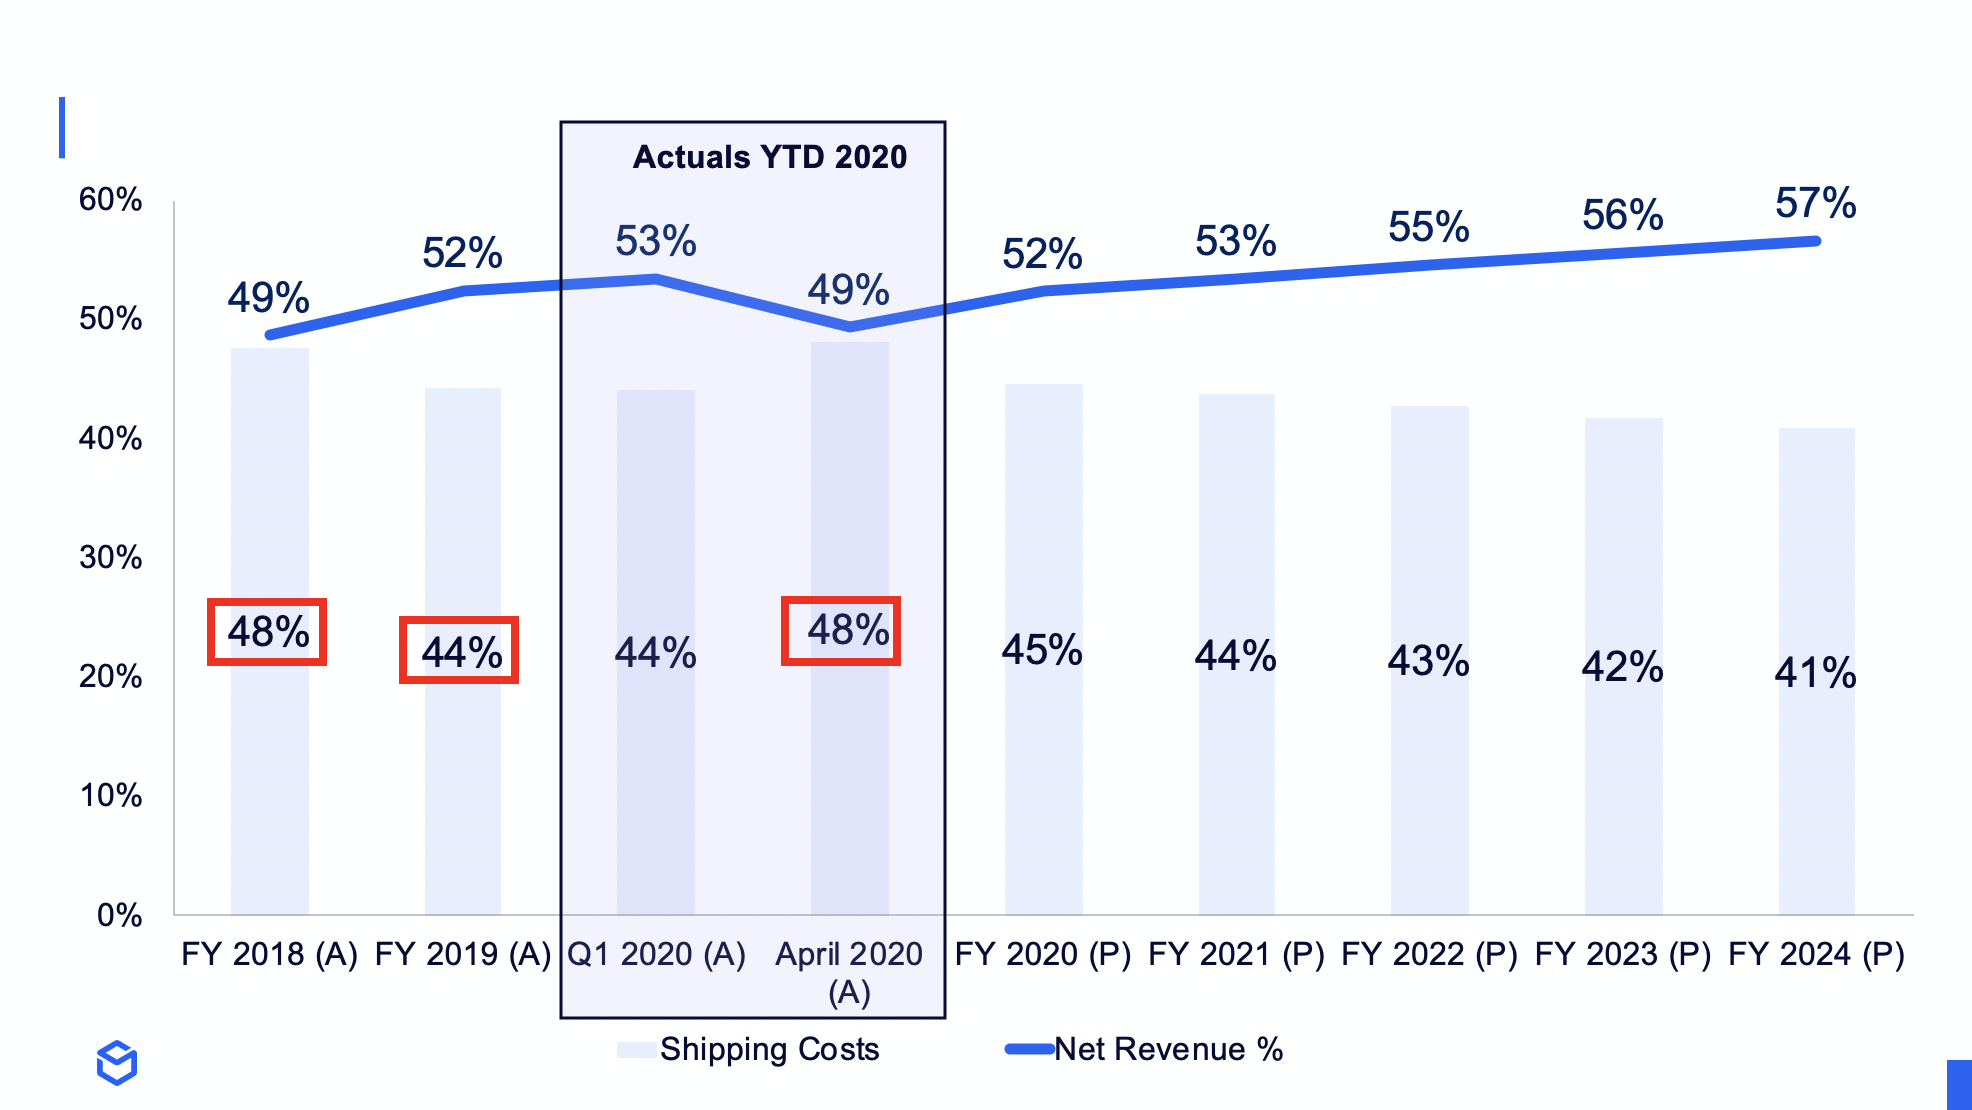 Actuals YTD 2020
60%
50%
40%
30%
20%
10%
0%
49%
52%
53%
49%
52%
53%
55%
56%
57%
48%
44%
44%
48%
45%
44%
43%
42%
41%
FY 2018 (A)
FY 2019 (A)
Q1 2020 (A)
April 2020
(A)
FY 2020 (P)
FY 2021 (P)
FY 2022 (P)
FY 2023 (P)
FY 2024 (P)
Shipping Costs
Net Revenue %